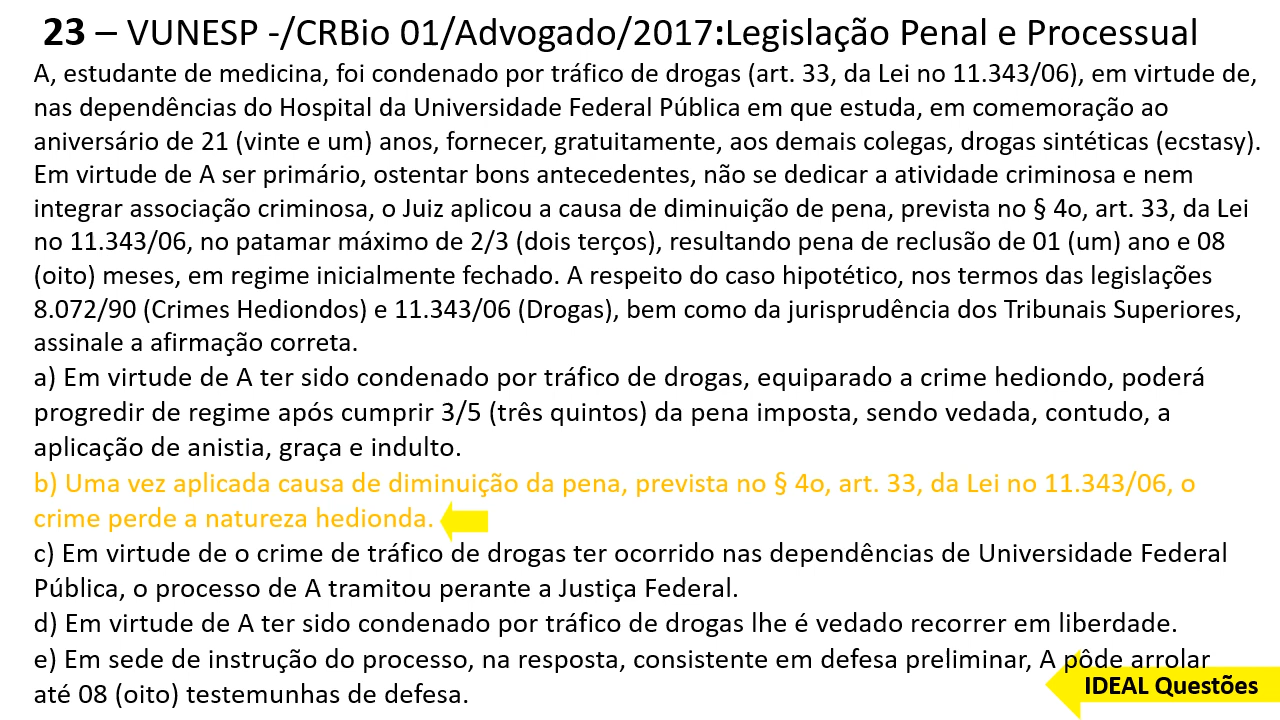 23 – VUNESP -/CRBio 01/Advogado/2017:Legislação Penal e Processual
A, estudante de medicina, foi condenado por tráfico de drogas (art. 33, da Lei no 11.343/06), em virtude de,
nas dependências do Hospital da Universidade Federal Pública em que estuda, em comemoração ao
aniversário de 21 (vinte e um) anos, fornecer, gratuitamente, aos demais colegas, drogas sintéticas (ecstasy).
Em virtude de A ser primário, ostentar bons antecedentes, não se dedicar a atividade criminosa e nem
integrar associação criminosa, o Juiz aplicou a causa de diminuição de pena, prevista no § 4o, art. 33, da Lei
no 11.343/06, no patamar máximo de 2/3 (dois terços), resultando pena de reclusão de 01 (um) ano e 08
(oito) meses, em regime inicialmente fechado. A respeito do caso hipotético, nos termos das legislações
8.072/90 (Crimes Hediondos) e 11.343/06 (Drogas), bem como da jurisprudência dos Tribunais Superiores,
assinale a afirmação correta.
a) Em virtude de A ter sido condenado por tráfico de drogas, equiparado a crime hediondo, poderá
progredir de regime após cumprir 3/5 (três quintos) da pena imposta, sendo vedada, contudo, a
aplicação de anistia, graça e indulto.
b) Uma vez aplicada causa de diminuição da pena, prevista no § 4o, art. 33, da Lei no 11.343/06, o
crime perde a natureza hedionda.
c) Em virtude de o crime de tráfico de drogas ter ocorrido nas dependências de Universidade Federal
Pública, o processo de A tramitou perante a Justiça Federal.
d) Em virtude de A ter sido condenado por tráfico de drogas lhe é vedado recorrer em liberdade.
e) Em sede de instrução do processo, na resposta, consistente em defesa preliminar, A pôde arrolar
até 08 (oito) testemunhas de defesa.
IDEAL Questões